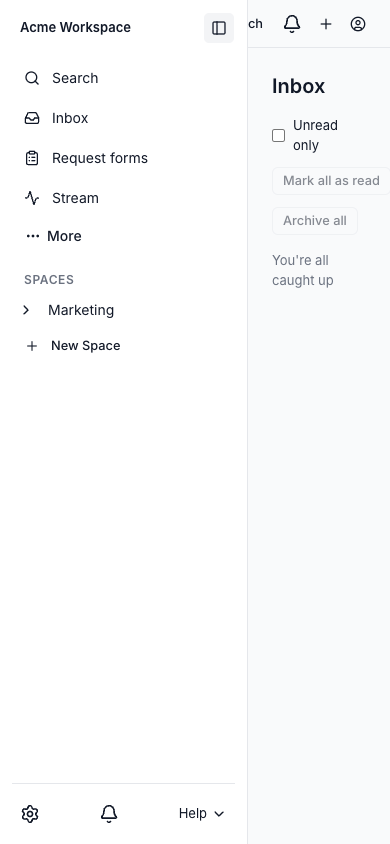 Acme Workspace
Search
Inbox
Request forms
Stream
More
SPACES
Marketing
New Space
Help
ch
Inbox
Unread
only
Mark all as read
Archive all
You're all
caught up